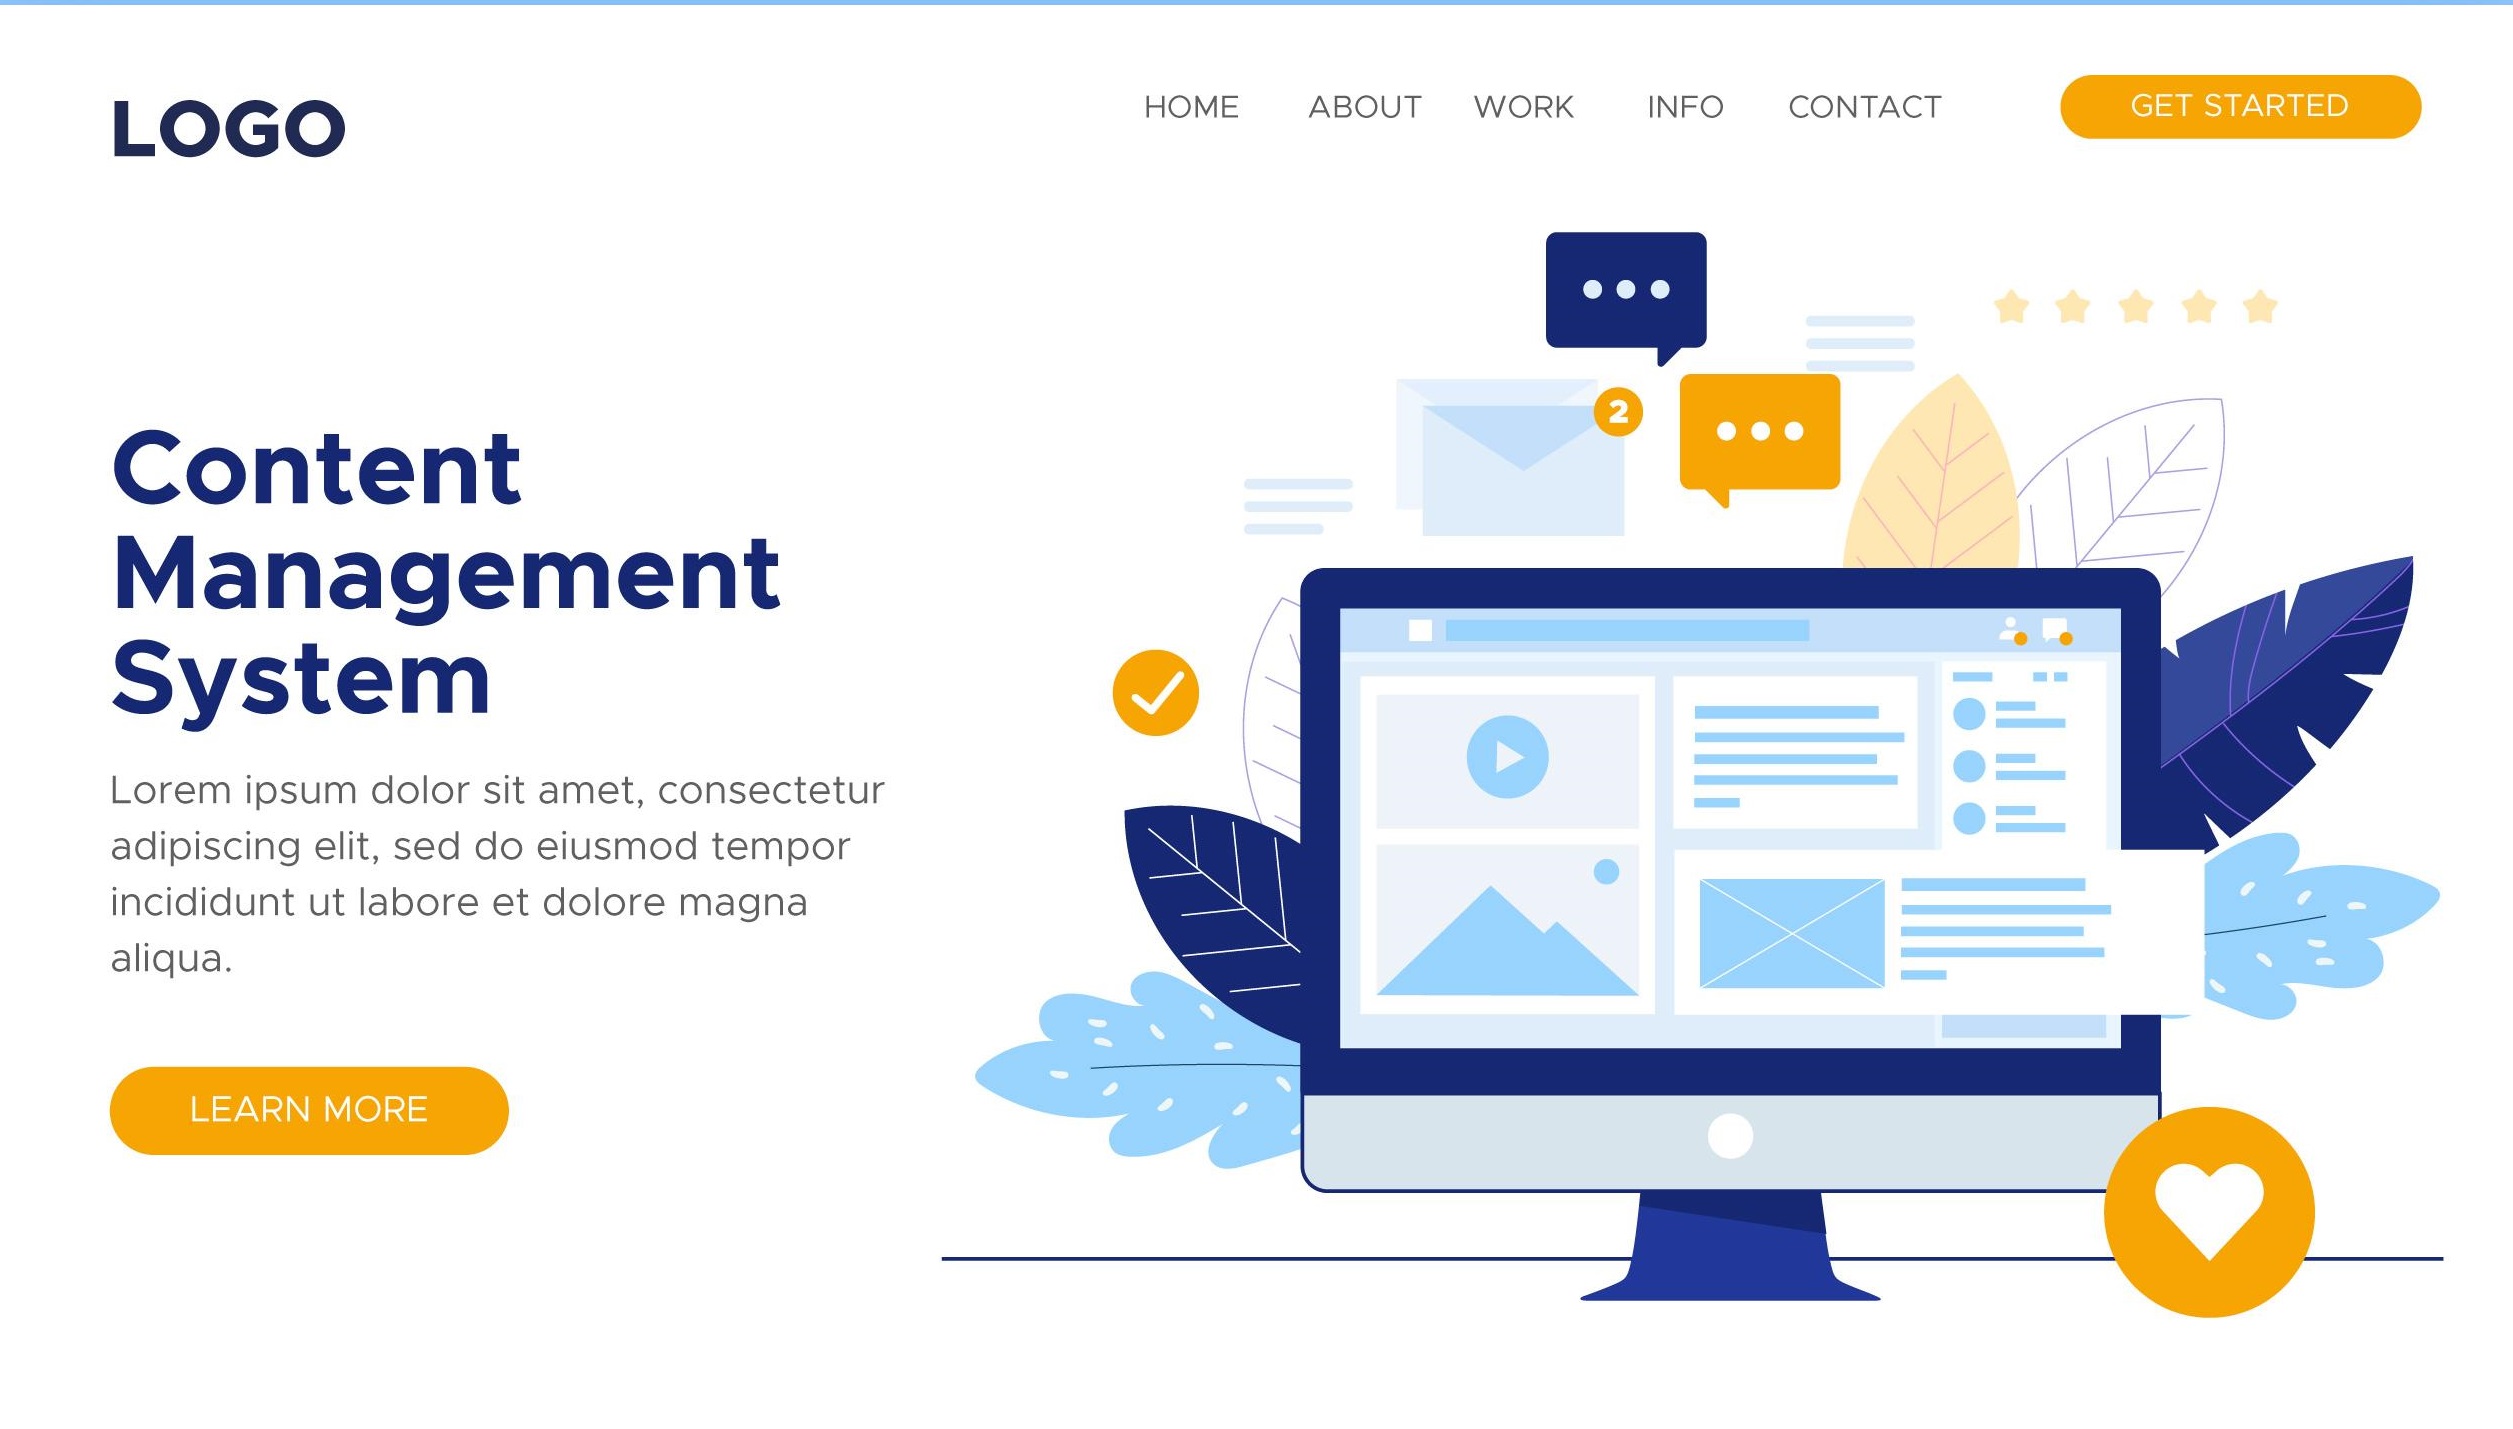 LOGO
HOME ABOUT WORK INFO CONTACT GET STARTED
2
Content
Management
System
Lorem ipsum dolor sit amet, consectetur
adipiscing elit, sed do eiusmod tempor
incididunt ut labore et dolore magna
aliqua.
LEARN MORE